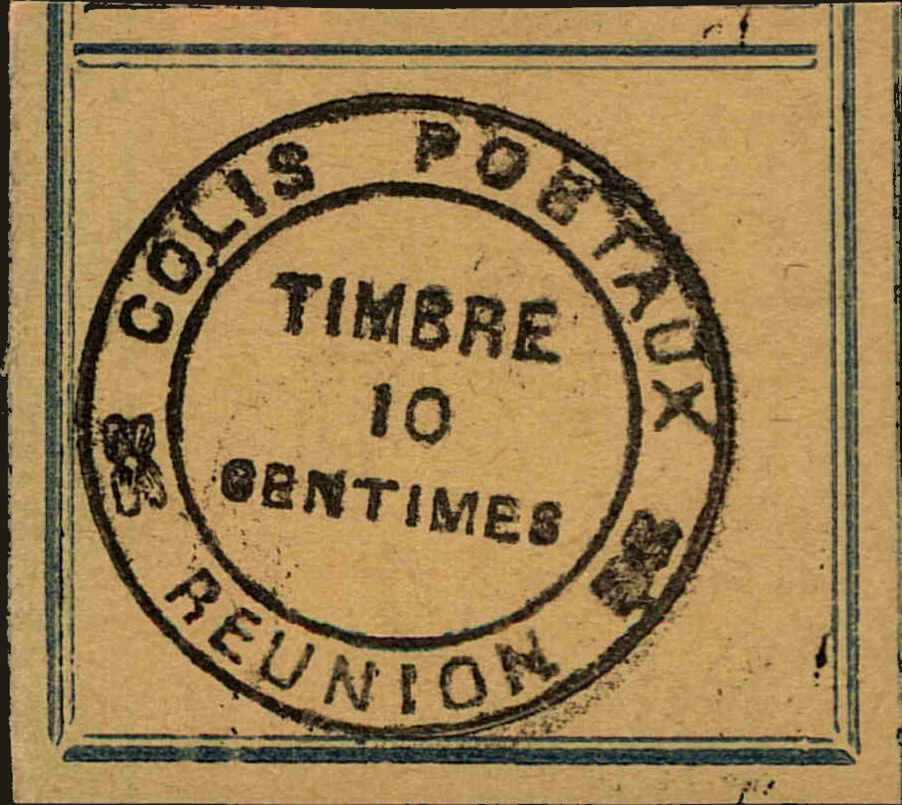 COLIS POSTAUX
TIMBRE
10
CENTIMES
REUNION